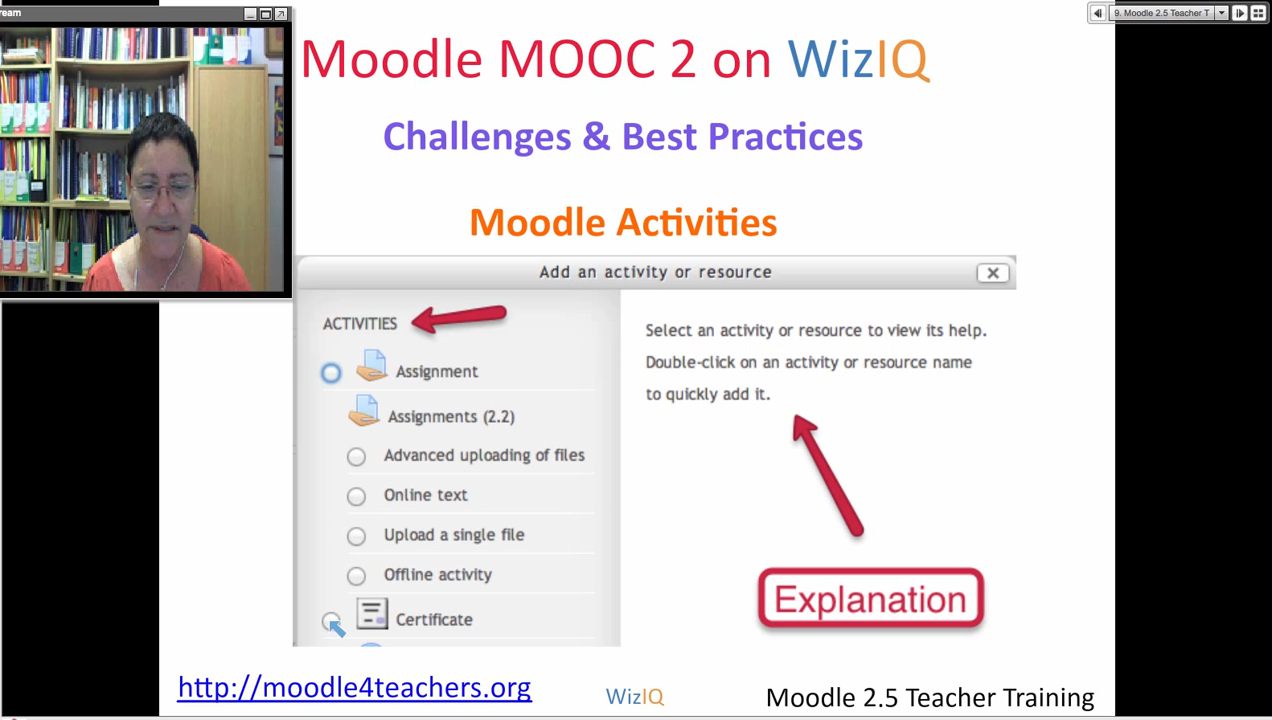 ream
9. Moodle 2.5 Teacher T
Moodle MOOC 2 on WizIQ
Challenges & Best Practices
Moodle Activities
Add an activity or resource
ACTIVITIES
Assignment
Assignments (2.2)
Advanced uploading of files
Online text
Upload a single file
Offline activity
Certificate
Select an activity or resource to view its help.
Double-click on an activity or resource name
to quickly add it.
Explanation
http://moodle4teachers.org
WizIQ
Moodle 2.5 Teacher Training